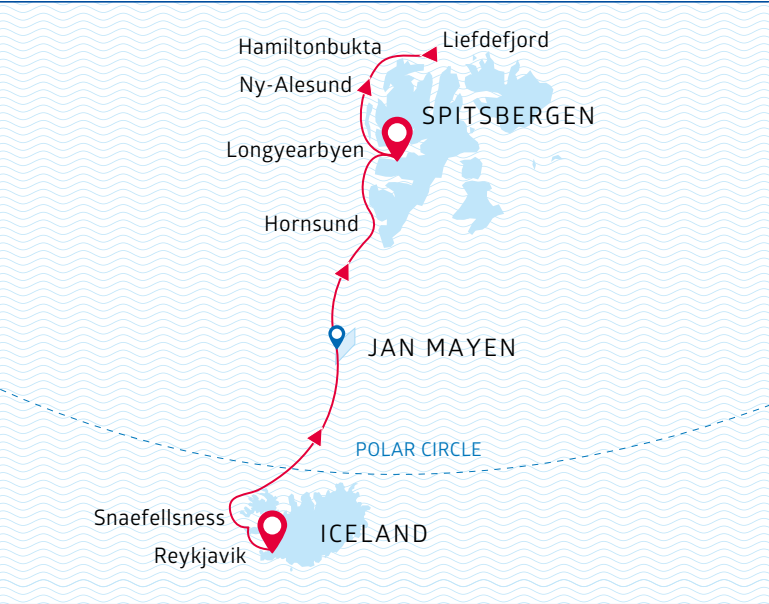 Hamiltonbukta
Liefdefjord
Ny-Alesund
SPITSBERGEN
Longyearbyen
Hornsund
JAN MAYEN
POLAR CIRCLE
Snaefellsness
ICELAND
Reykjavik